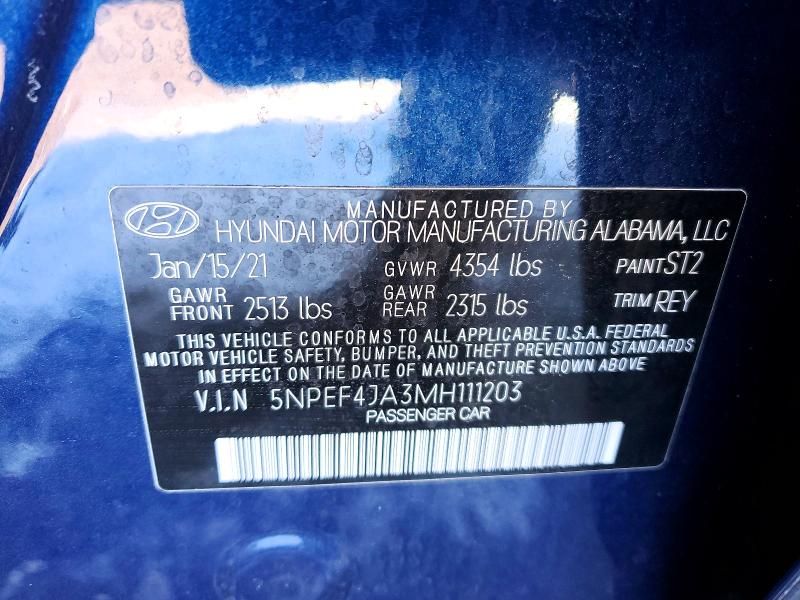 MANUFACTURED BY
HYUNDAI MOTOR MANUFACTURING ALABAMA, LLC
Jan/15/21 GVWR 4354 lbs PAINT ST2
GAWR FRONT 2513 lbs GAWR REAR 2315 lbs TRIM REY
THIS VEHICLE CONFORMS TO ALL APPLICABLE U.S.A. FEDERAL
MOTOR VEHICLE SAFETY, BUMPER, AND THEFT PREVENTION STANDARDS
IN EFFECT ON THE DATE OF MANUFACTURE SHOWN ABOVE
V.I.N 5NPEF4JA3MH111203
PASSENGER CAR